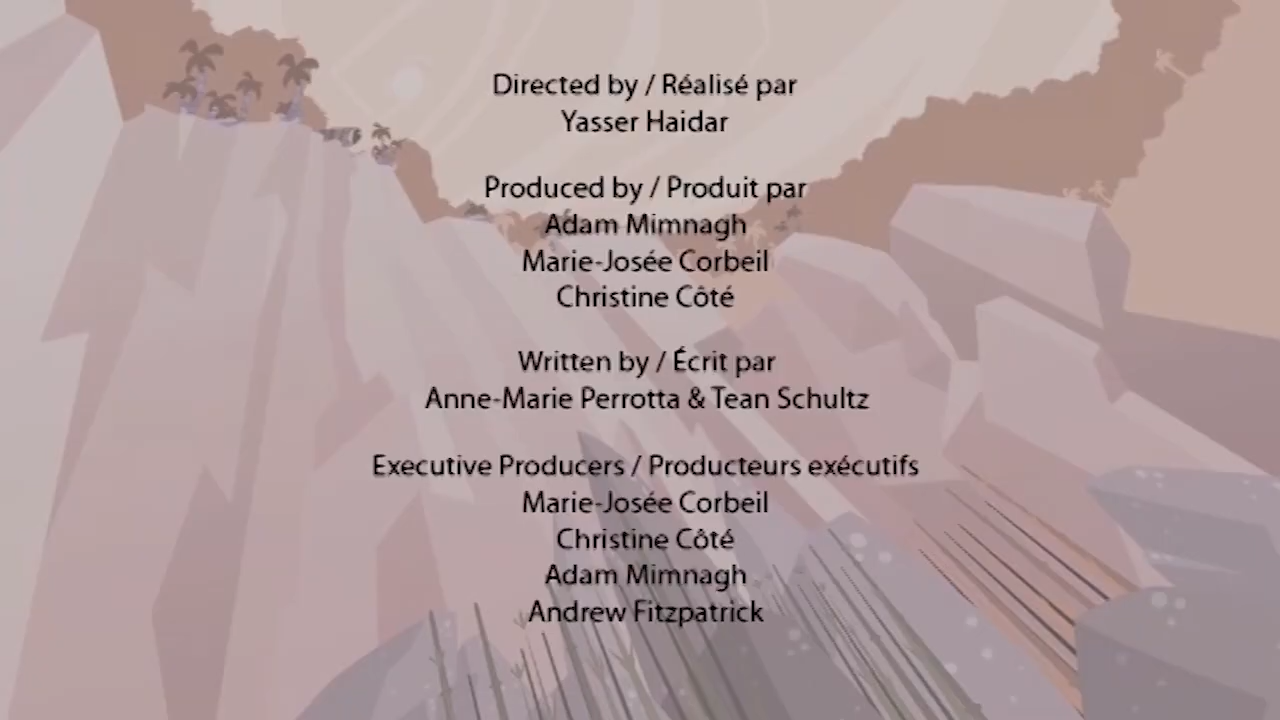 Directed by / Réalisé par
Yasser Haidar
Produced by / Produit par
Adam Mimnagh
Marie-Josée Corbeil
Christine Côté
Written by / Écrit par
Anne-Marie Perrotta & Tean Schultz
Executive Producers / Producteurs exécutifs
Marie-Josée Corbeil
Christine Côté
Adam Mimnagh
Andrew Fitzpatrick